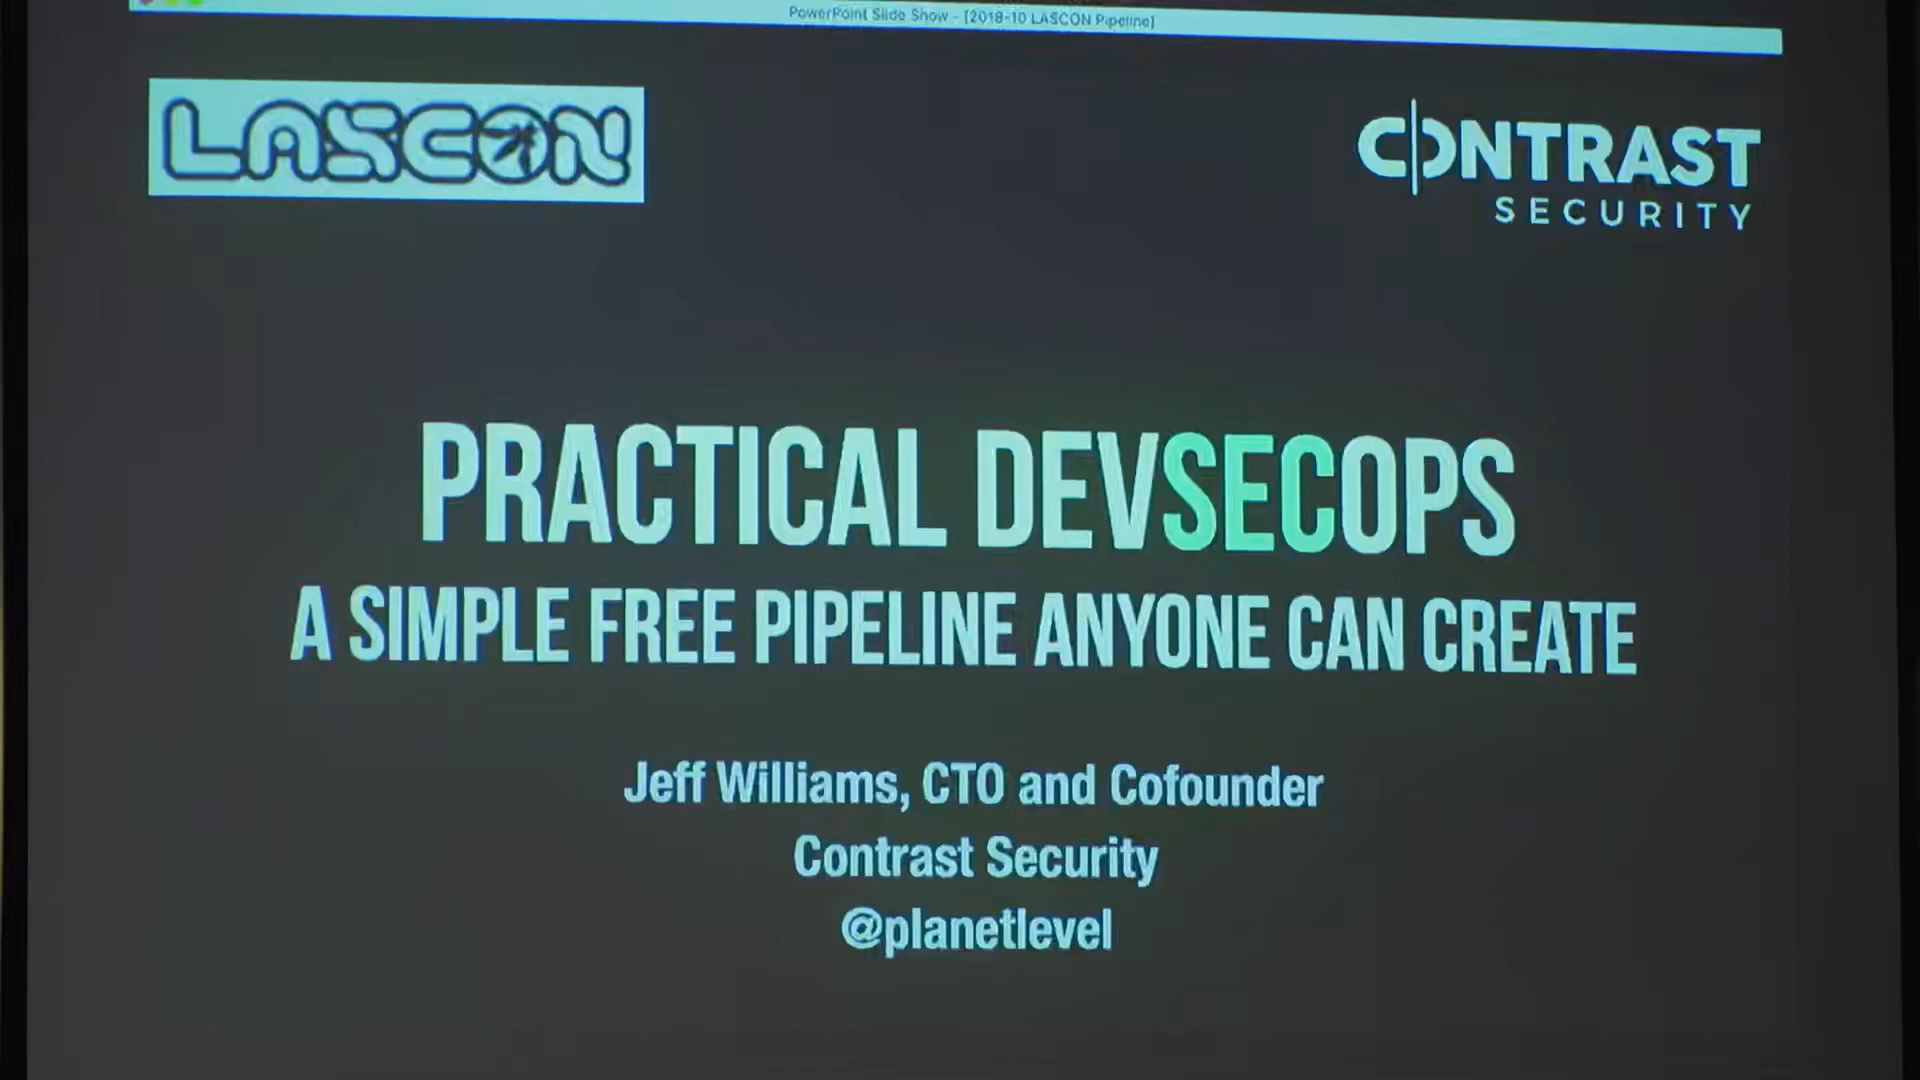 PowerPoint Slide Show - [2018-10 LASCON Pipeline]
LASCON
CONTRAST
SECURITY
PRACTICAL DEVSECOPS
A SIMPLE FREE PIPELINE ANYONE CAN CREATE
Jeff Williams, CTO and Cofounder
Contrast Security
@planetlevel